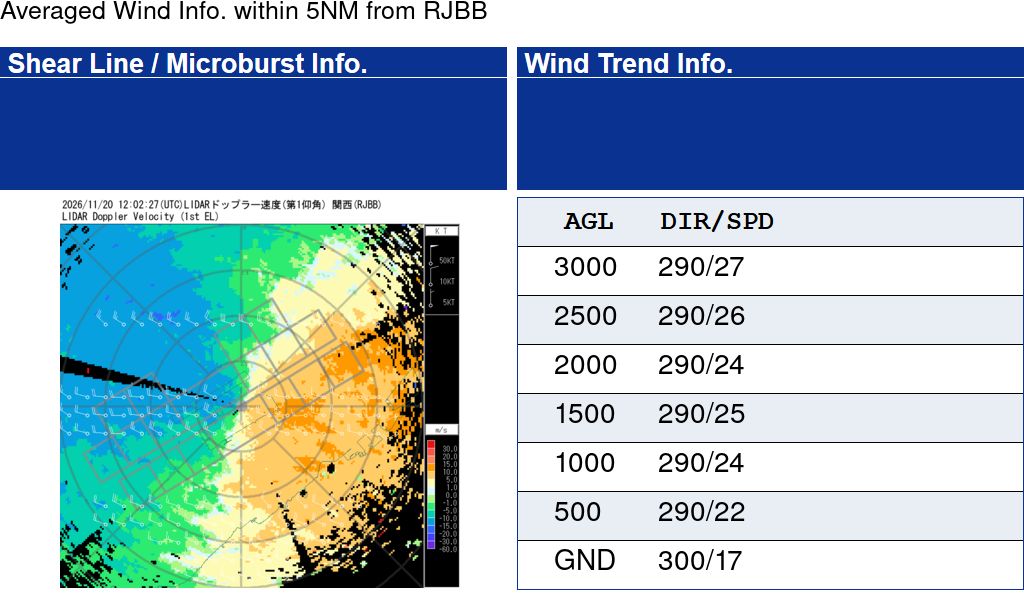 Averaged Wind Info. within 5NM from RJBB
Shear Line / Microburst Info.
Wind Trend Info.
2026/11/20 12:02:27(UTC)LIDARドップラー速度(第1仰角) 関西(RJBB)
LIDAR Doppler Velocity (1st EL)
KT
50KT
10KT
5KT
m/s
30.0
20.0
15.0
10.0
5.0
1.0
0.0
-1.0
-5.0
-10.0
-15.0
-20.0
-30.0
-60.0
AGL DIR/SPD
3000 290/27
2500 290/26
2000 290/24
1500 290/25
1000 290/24
500 290/22
GND 300/17